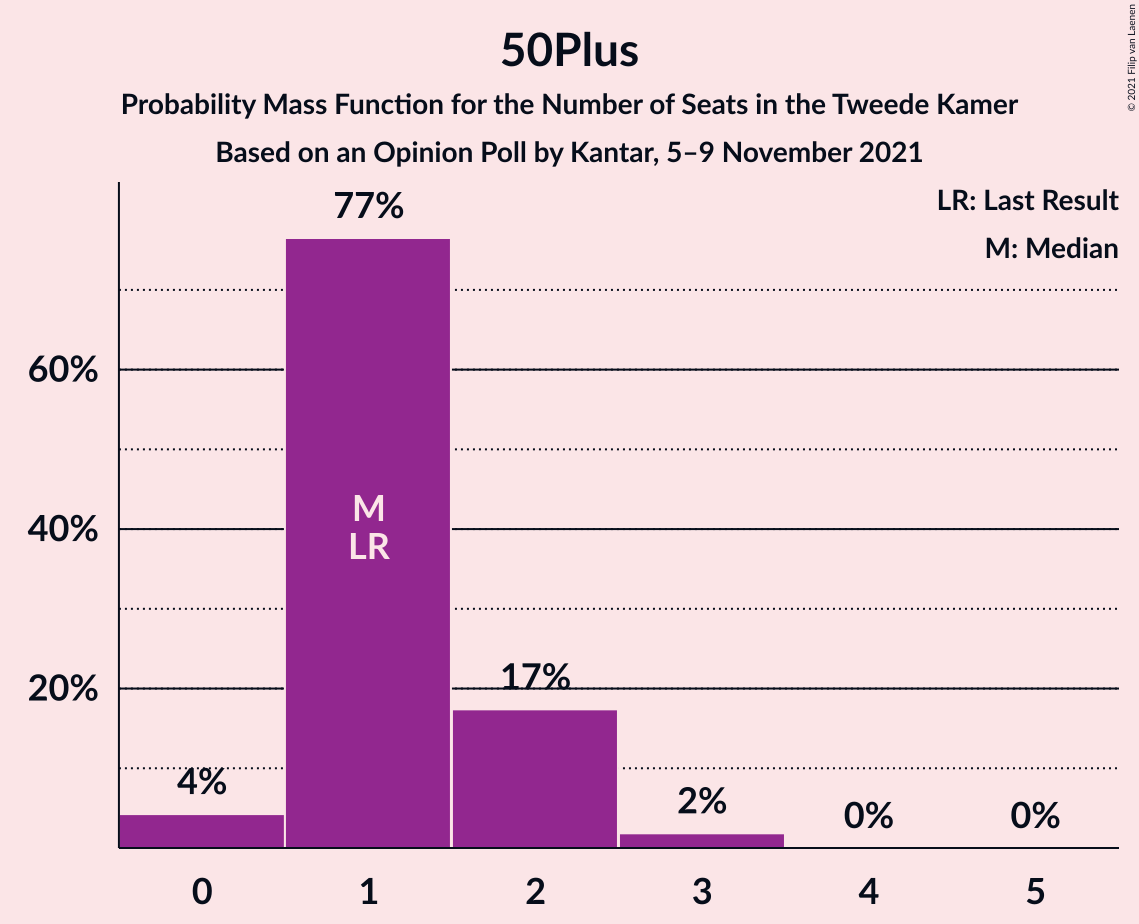 50Plus
Probability Mass Function for the Number of Seats in the Tweede Kamer
Based on an Opinion Poll by Kantar, 5–9 November 2021
© 2021 Filip van Laenen
LR: Last Result
M: Median
77%
60%
M
40%
LR
17%
20%
4%
2%
0%
0%
0
1
2
3
4
5